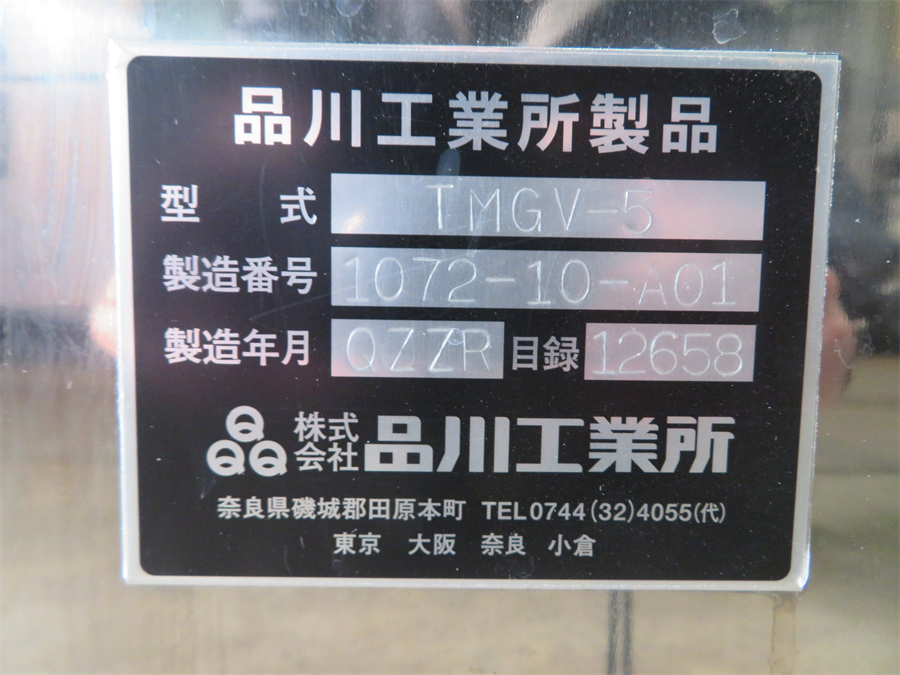 品川工業所製品
型式 TMGV-5
製造番号 1072-10-A01
製造年月 QZZR 目録 12658
Q
QQ 株式会社 品川工業所
奈良県磯城郡田原本町 TEL0744(32)4055(代)
東京 大阪 奈良 小倉